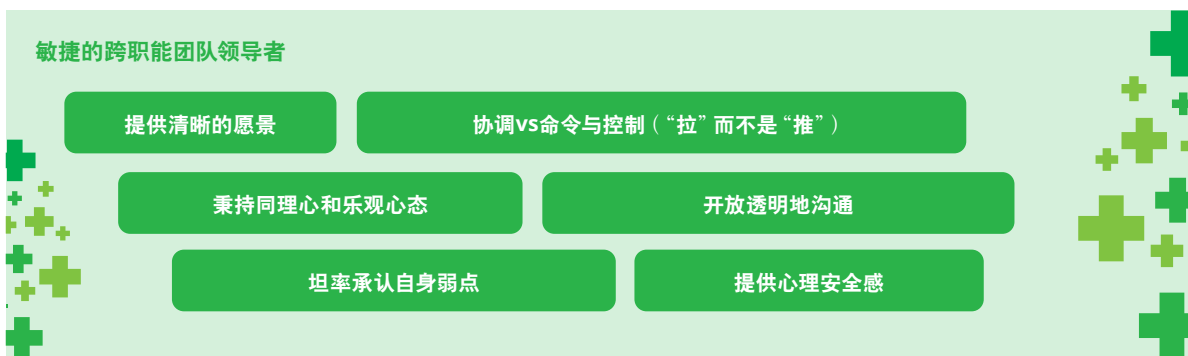 敏捷的跨职能团队领导者
提供清晰的愿景
协调vs命令与控制（“拉”而不是“推”）
秉持同理心和乐观心态
开放透明地沟通
坦率承认自身弱点
提供心理安全感